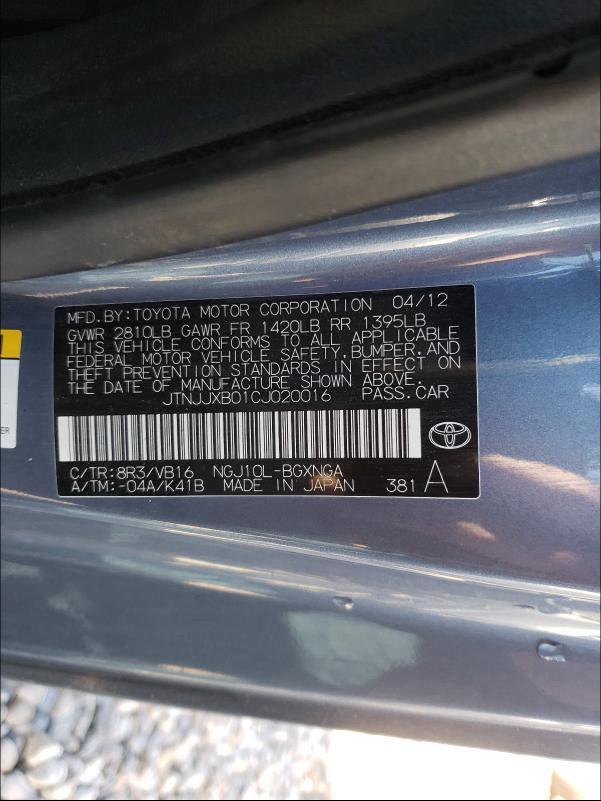 MFD.BY:TOYOTA MOTOR CORPORATION 04/12
GVWR 2810LB GAWR FR 1420LB RR 1395LB
THIS VEHICLE CONFORMS TO ALL APPLICABLE
FEDERAL MOTOR VEHICLE SAFETY,BUMPER,AND
THEFT PREVENTION STANDARDS IN EFFECT ON
THE DATE OF MANUFACTURE SHOWN ABOVE.
JTNJJXB01CJ020016 PASS.CAR
C/TR:8R3/VB16 NGJ10L-BGXNGA
A/TM:-04A/K41B MADE IN JAPAN 381 A